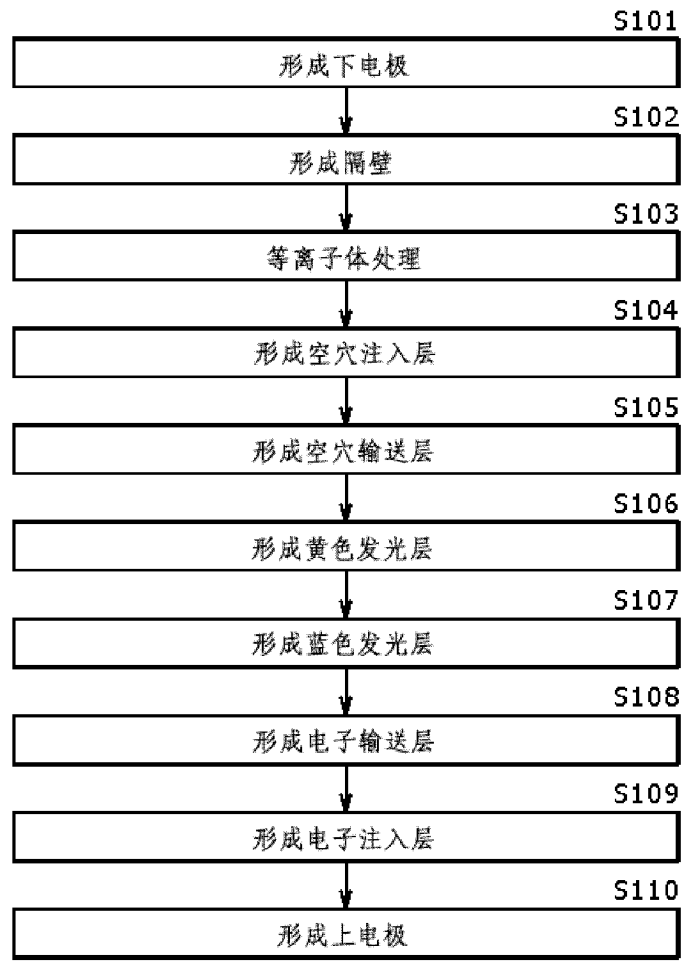 S101
形成下电极
S102
形成隔壁
S103
等离子体处理
S104
形成空穴注入层
S105
形成空穴输送层
S106
形成黄色发光层
S107
形成蓝色发光层
S108
形成电子输送层
S109
形成电子注入层
S110
形成上电极